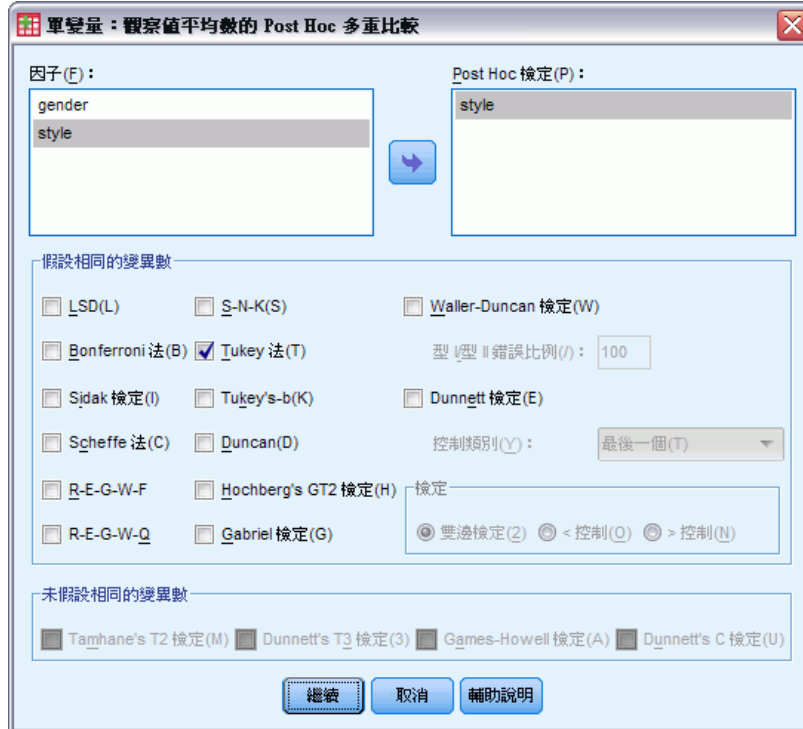 單變量：觀察值平均數的 Post Hoc 多重比較
因子(F)：
gender
style
Post Hoc 檢定(P)：
style
假設相同的變異數
LSD(L)
S-N-K(S)
Waller-Duncan 檢定(W)
Bonferroni 法(B)
Tukey 法(T)
型 I/型 II 錯誤比例(/)：
100
Sidak 檢定(I)
Tukey's-b(K)
Dunnett 檢定(E)
Scheffe 法(C)
Duncan(D)
控制類別(Y)：
最後一個(T)
R-E-G-W-F
Hochberg's GT2 檢定(H)
檢定
R-E-G-W-Q
Gabriel 檢定(G)
雙邊檢定(2)
< 控制(O)
> 控制(N)
未假設相同的變異數
Tamhane's T2 檢定(M)
Dunnett's T3 檢定(3)
Games-Howell 檢定(A)
Dunnett's C 檢定(U)
繼續
取消
輔助說明